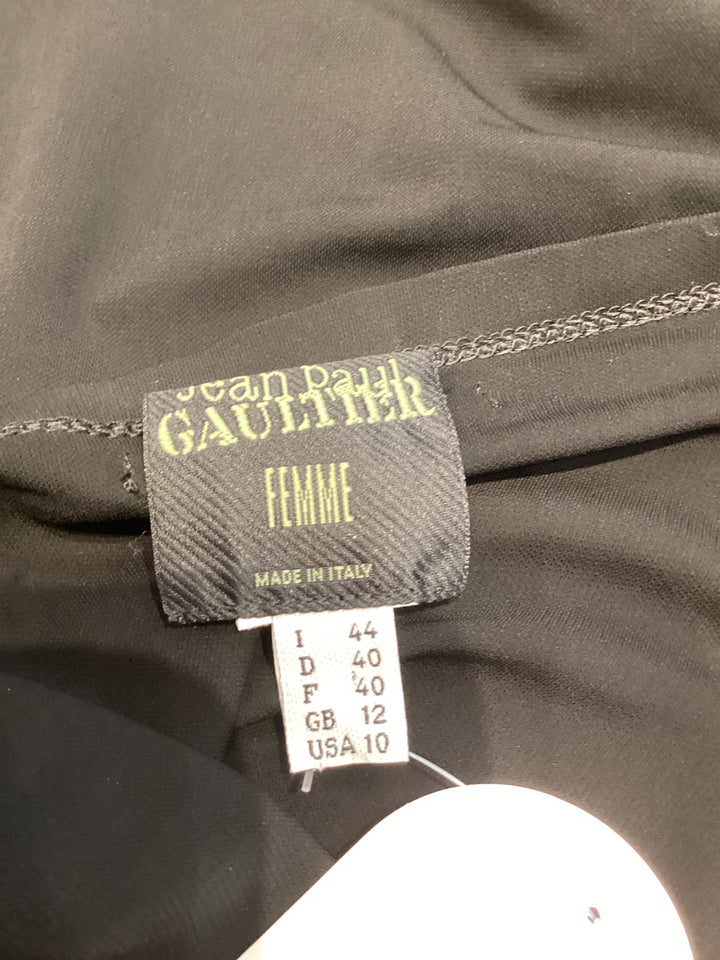 Jean Paul
GAULTIER
FEMME
MADE IN ITALY
I 44
D 40
F 40
GB 12
USA 10